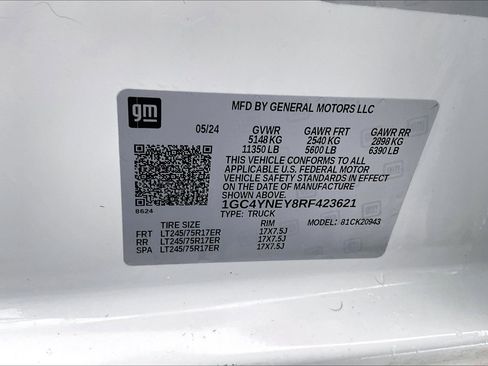 gm
MFD BY GENERAL MOTORS LLC
05/24 GVWR GAWR FRT GAWR RR
5148 KG 2540 KG 2898 KG
11350 LB 5600 LB 6390 LB
THIS VEHICLE CONFORMS TO ALL
APPLICABLE U.S. FEDERAL MOTOR
VEHICLE SAFETY STANDARDS IN EFFECT
ON THE DATE OF MANUFACTURE
SHOWN ABOVE.
1GC4YNEY8RF423621
8624
TYPE: TRUCK
TIRE SIZE RIM MODEL: 81CK20943
FRT LT245/75R17ER 17X7.5J
RR LT245/75R17ER 17X7.5J
SPA LT245/75R17ER 17X7.5J